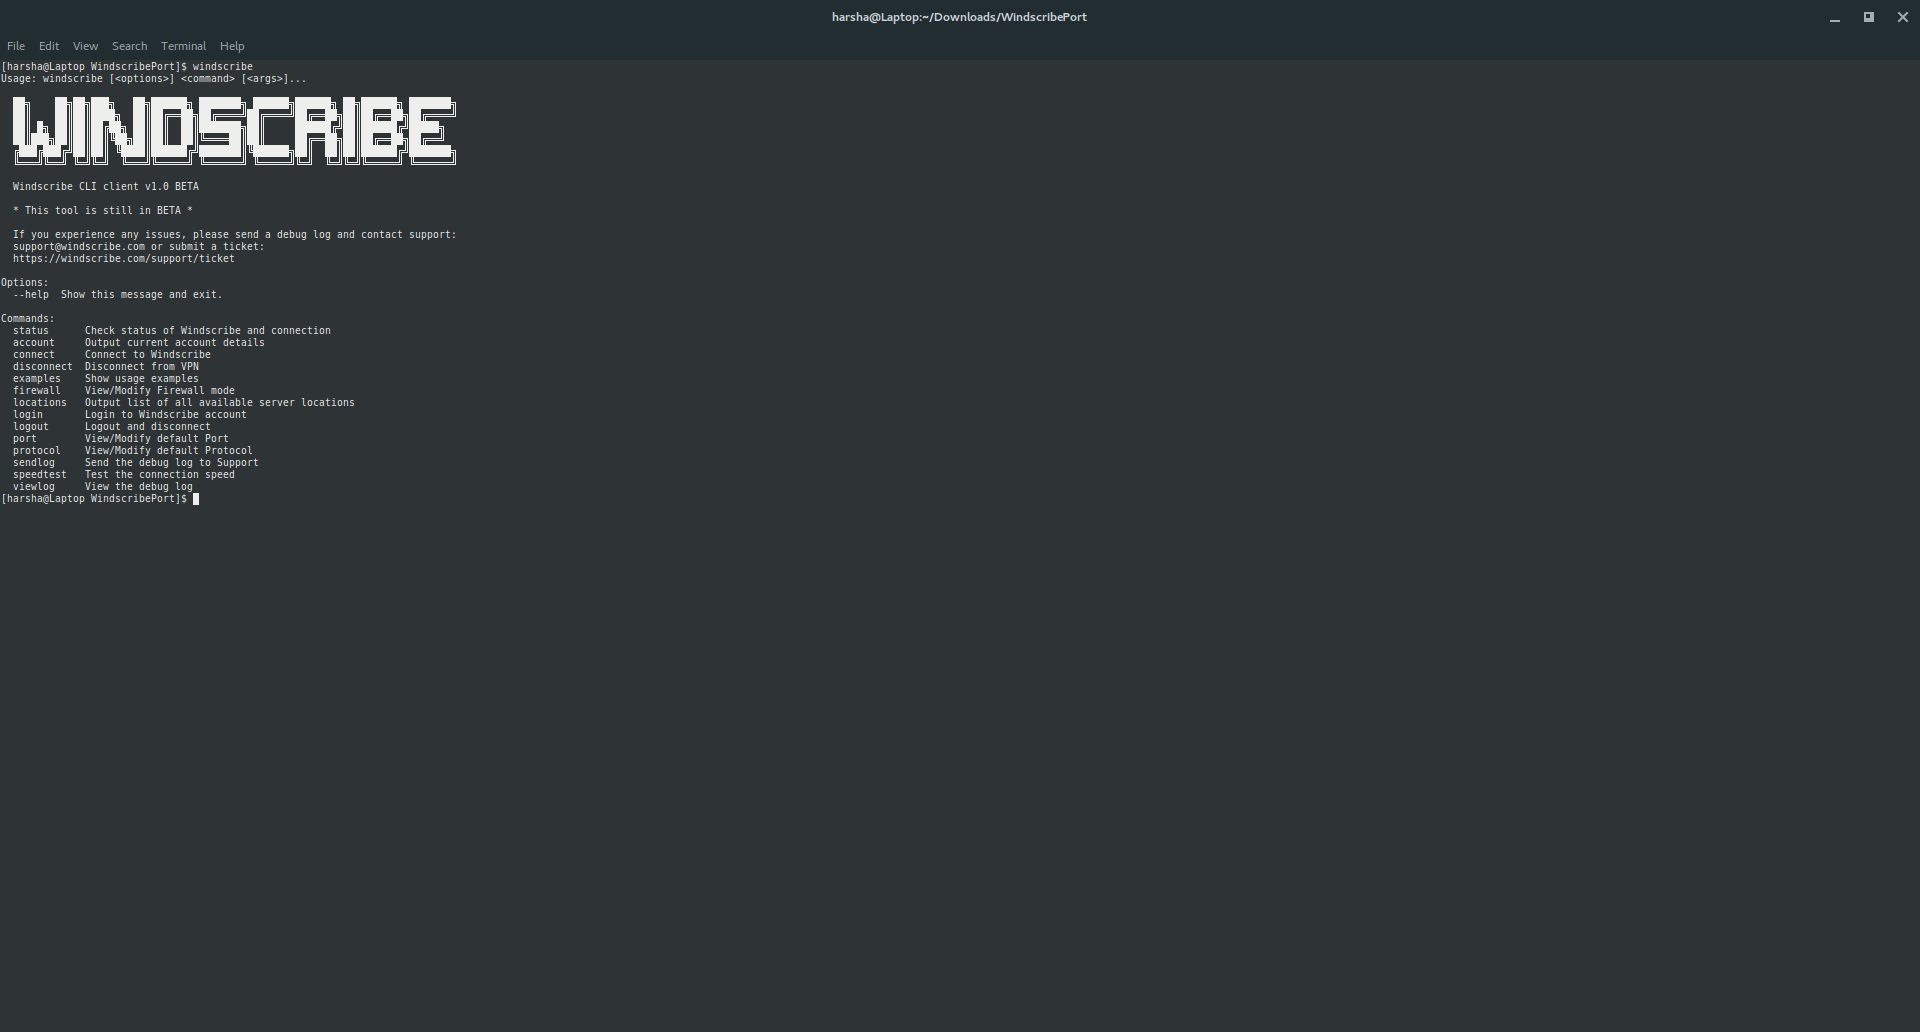 harsha@Laptop:~/Downloads/WindscribePort
File Edit View Search Terminal Help
[harsha@Laptop WindscribePort]$ windscribe
Usage: windscribe [<options>] <command> [<args>]...
WINDSCRIBE
Windscribe CLI client v1.0 BETA
* This tool is still in BETA *
If you experience any issues, please send a debug log and contact support:
support@windscribe.com or submit a ticket:
https://windscribe.com/support/ticket
Options:
--help  Show this message and exit.
Commands:
status      Check status of Windscribe and connection
account     Output current account details
connect     Connect to Windscribe
disconnect  Disconnect from VPN
examples    Show usage examples
firewall    View/Modify Firewall mode
locations   Output list of all available server locations
login       Login to Windscribe account
logout      Logout and disconnect
port        View/Modify default Port
protocol    View/Modify default Protocol
sendlog     Send the debug log to Support
speedtest   Test the connection speed
viewlog     View the debug log
[harsha@Laptop WindscribePort]$